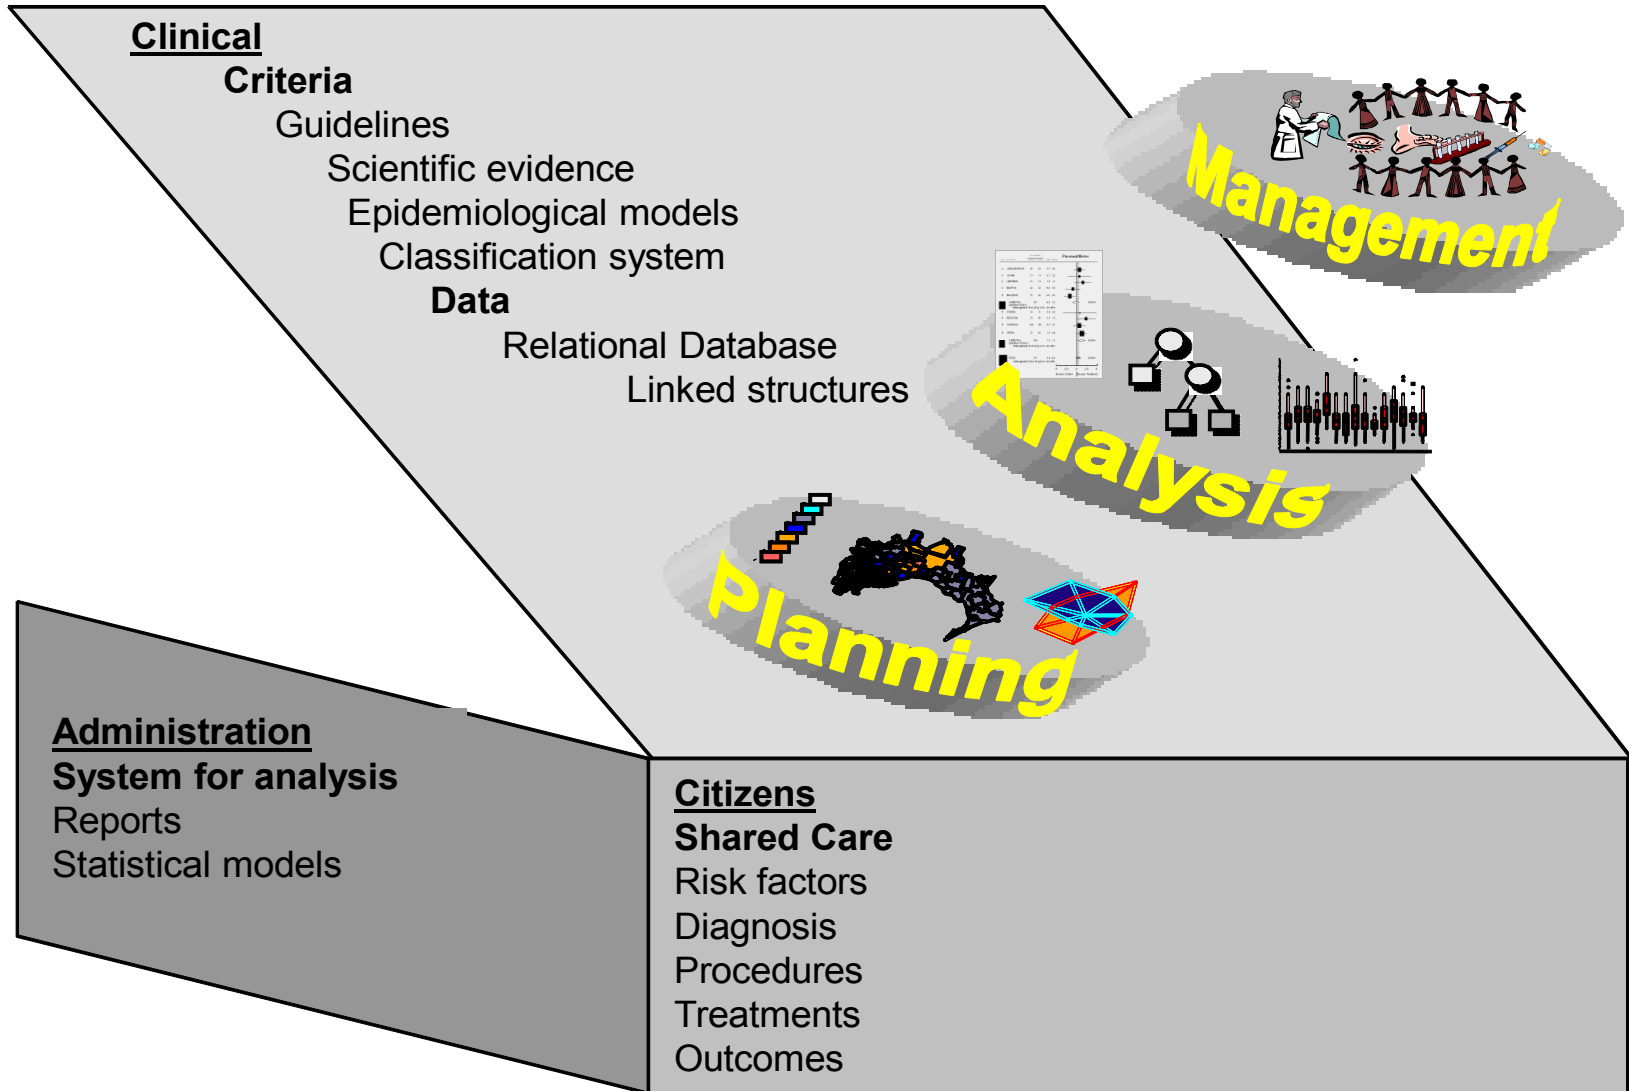 Clinical
Criteria
Guidelines
Scientific evidence
Epidemiological models
Classification system
Data
Relational Database
Linked structures
Management
Analysis
Planning
Administration
System for analysis
Reports
Statistical models
Citizens
Shared Care
Risk factors
Diagnosis
Procedures
Treatments
Outcomes